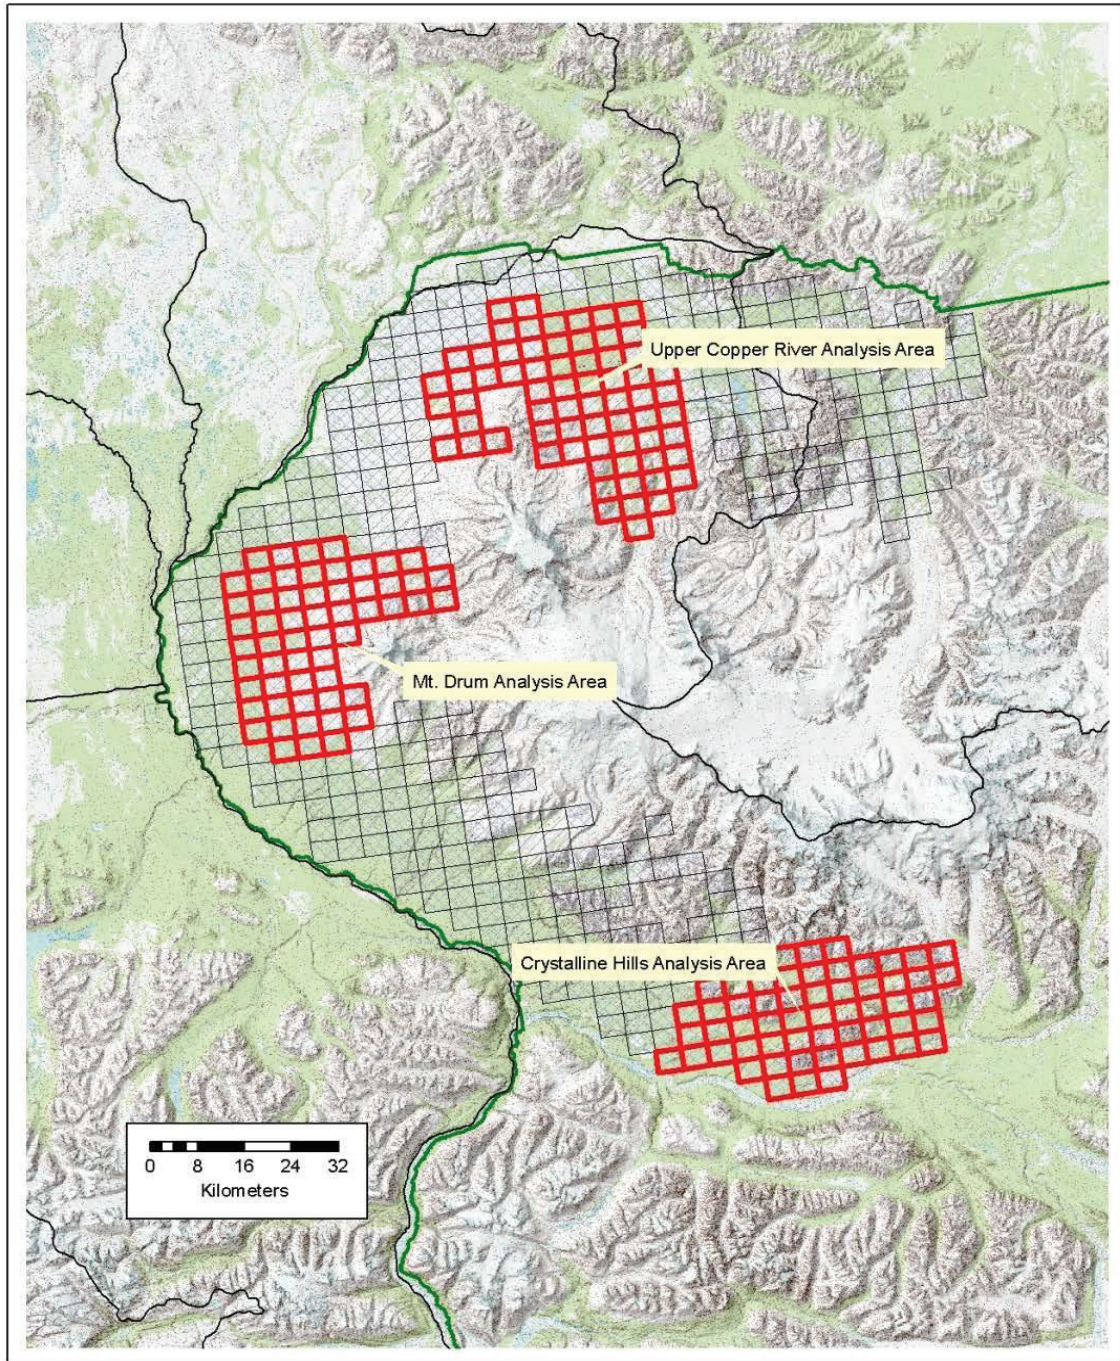 Upper Copper River Analysis Area
Mt. Drum Analysis Area
Crystalline Hills Analysis Area
0 8 16 24 32
Kilometers